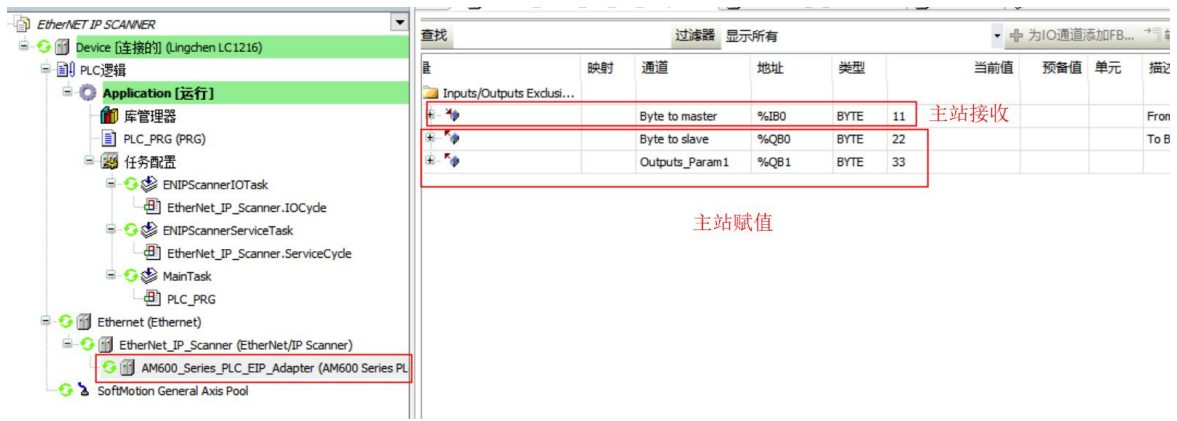 EtherNET IP SCANNER
Device [连接的] (Lingchen LC1216)
PLC逻辑
Application [运行]
库管理器
PLC_PRG (PRG)
任务配置
ENIPScannerIOTask
EtherNet_IP_Scanner.IOCycle
ENIPScannerServiceTask
EtherNet_IP_Scanner.ServiceCycle
MainTask
PLC_PRG
Ethernet (Ethernet)
EtherNet_IP_Scanner (EtherNet/IP Scanner)
AM600_Series_PLC_EIP_Adapter (AM600 Series PL
SoftMotion General Axis Pool
查找 过滤器 显示所有 为IO通道添加FB...
映射 通道 地址 类型 当前值 预备值 单元 描述
Inputs/Outputs Exclusi...
Byte to master %IB0 BYTE 11 主站接收 From
Byte to slave %QB0 BYTE 22 To B
Outputs_Param1 %QB1 BYTE 33
主站赋值